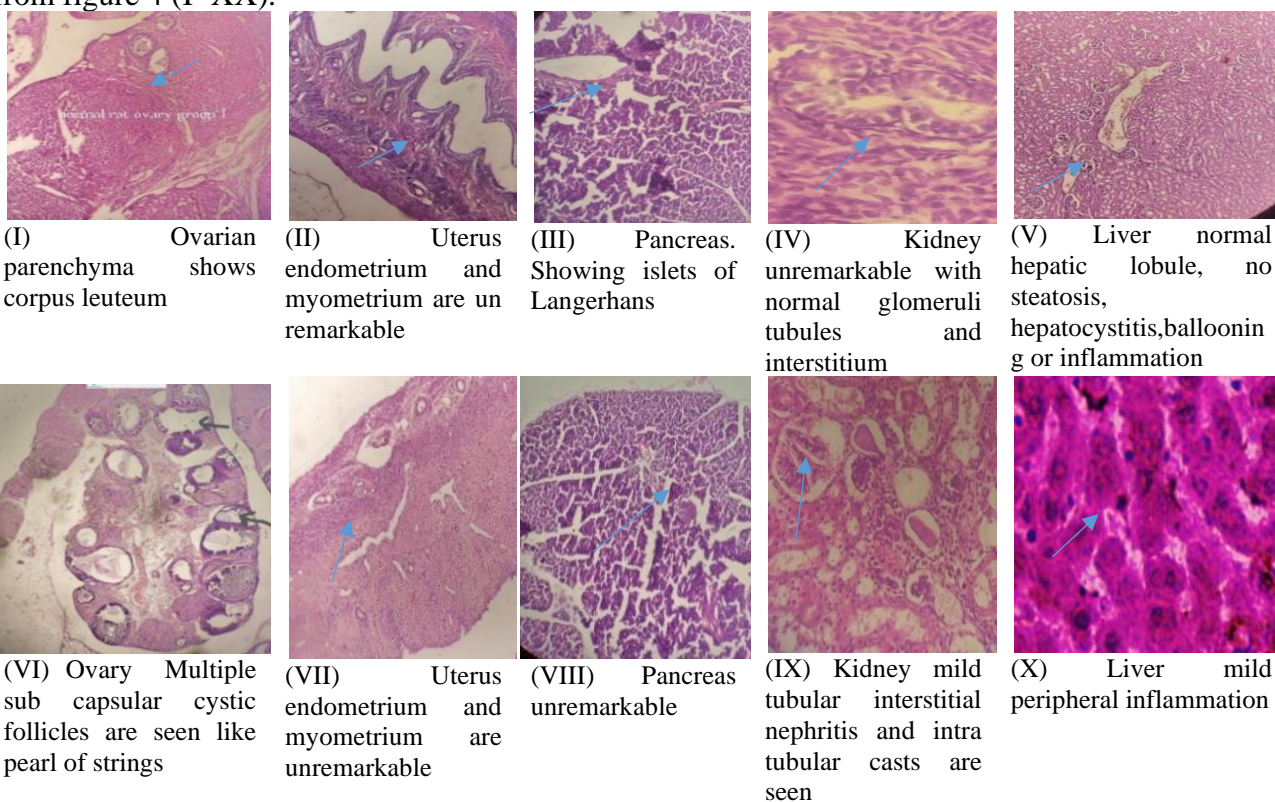 from figure 4 (I–XX).
normal rat ovary group 1
(I) Ovarian
parenchyma shows
corpus leuteum
(II) Uterus
endometrium and
myometrium are un
remarkable
(III) Pancreas.
Showing islets of
Langerhans
(IV) Kidney
unremarkable with
normal glomeruli
tubules and
interstitium
(V) Liver normal
hepatic lobule, no
steatosis,
hepatocystitis,balloonin
g or inflammation
(VI) Ovary Multiple
sub capsular cystic
follicles are seen like
pearl of strings
(VII) Uterus
endometrium and
myometrium are
unremarkable
(VIII) Pancreas
unremarkable
(IX) Kidney mild
tubular interstitial
nephritis and intra
tubular casts are
seen
(X) Liver mild
peripheral inflammation